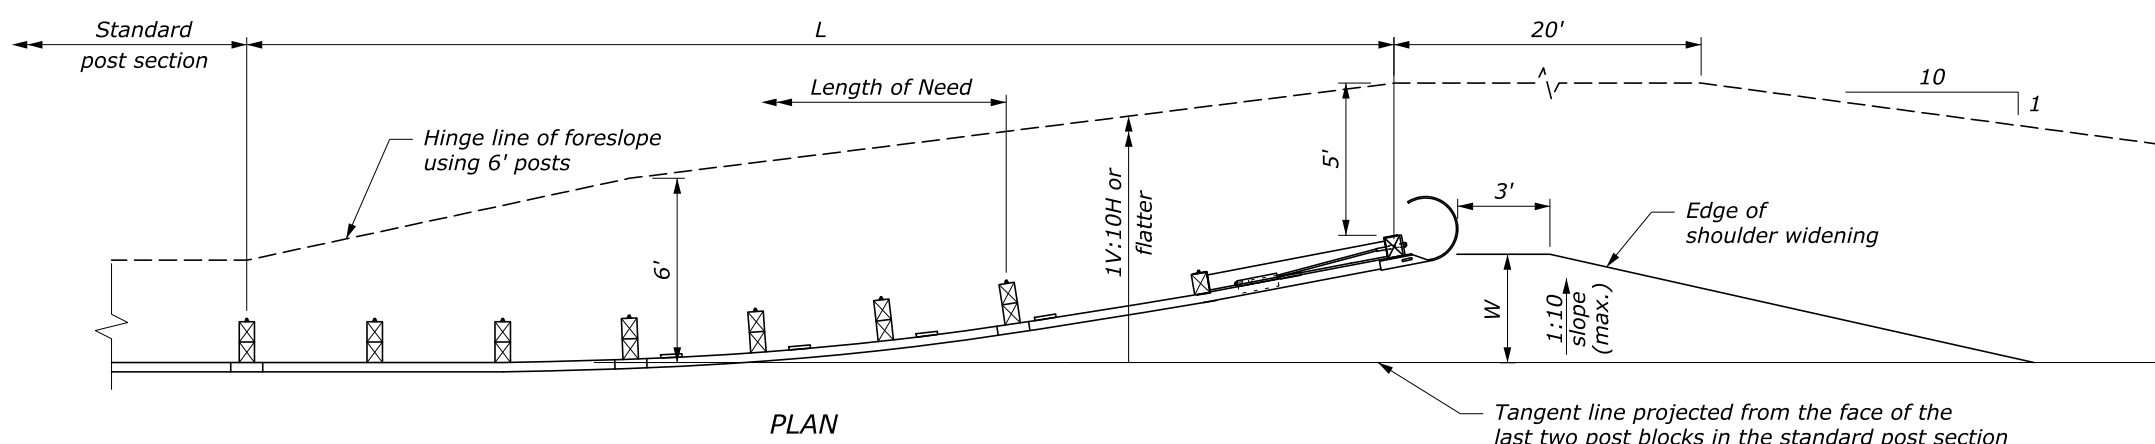 Standard
post section
L
20'
Length of Need
10
1
Hinge line of foreslope
using 6' posts
5'
6'
1V:10H or
flatter
3'
Edge of
shoulder widening
W
1:10
slope
(max.)
PLAN
Tangent line projected from the face of the
last two post blocks in the standard post section